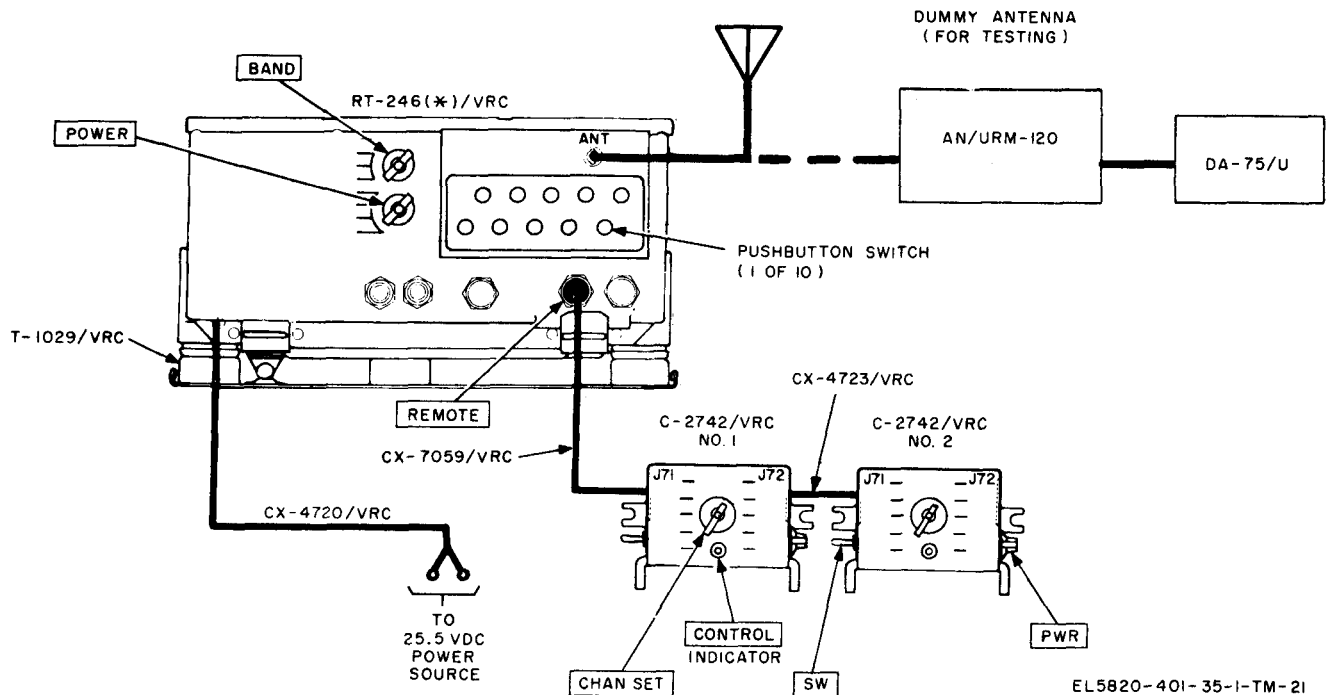 DUMMY ANTENNA
(FOR TESTING)
BAND
RT-246(*)/VRC
POWER
ANT
AN/URM-120
DA-75/U
PUSHBUTTON SWITCH
(1 OF 10)
T-1029/VRC
REMOTE
CX-4723/VRC
C-2742/VRC
NO. 1
C-2742/VRC
NO. 2
CX-7059/VRC
J71
J72
J71
J72
CX-4720/VRC
TO
25.5 VDC
POWER
SOURCE
CONTROL
INDICATOR
PWR
CHAN SET
SW
EL5820-401-35-1-TM-21